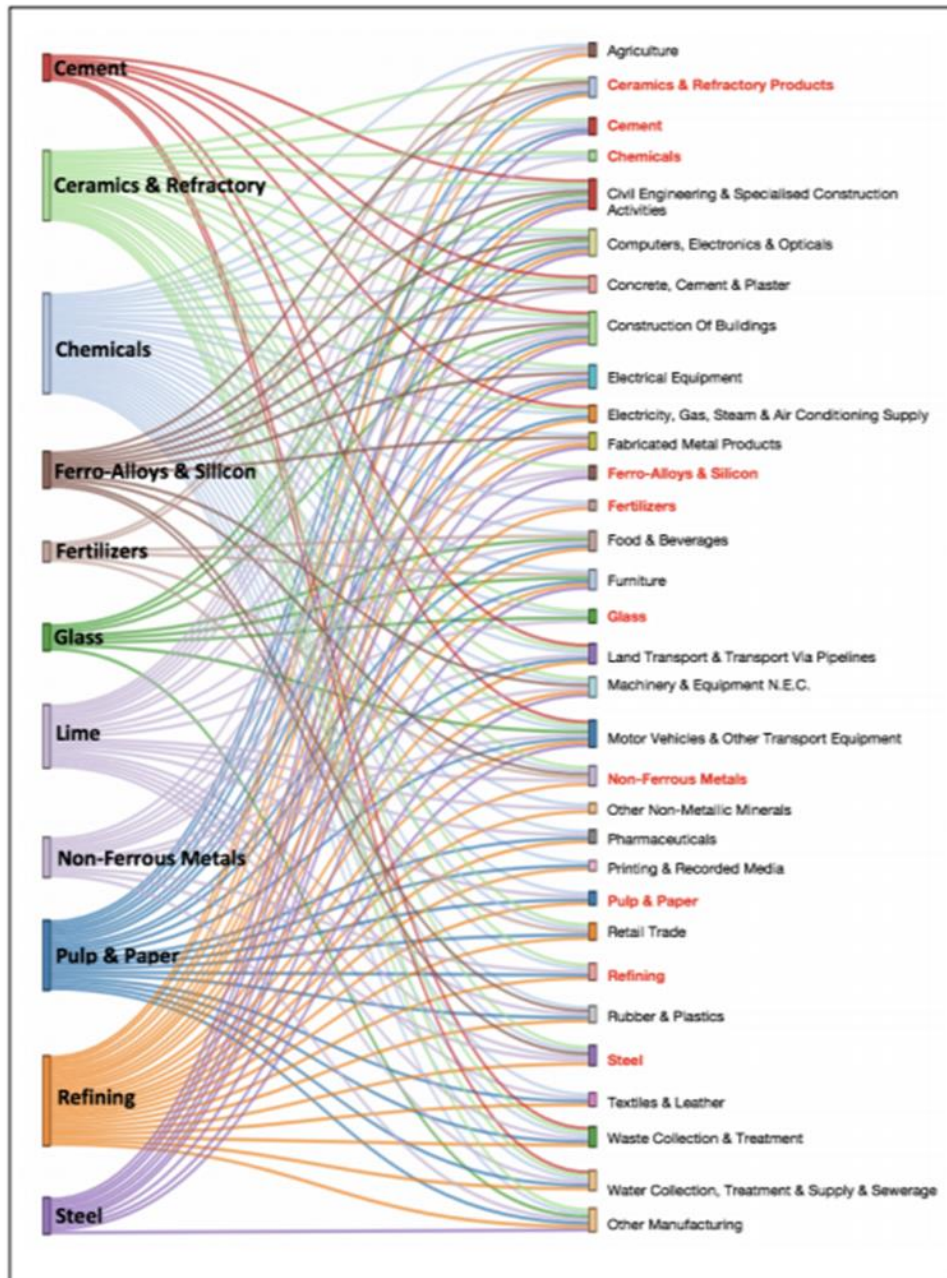 Cement
Ceramics & Refractory
Chemicals
Ferro-Alloys & Silicon
Fertilizers
Glass
Lime
Non-Ferrous Metals
Pulp & Paper
Refining
Steel
Agriculture
Ceramics & Refractory Products
Cement
Chemicals
Civil Engineering & Specialised Construction
Activities
Computers, Electronics & Opticals
Concrete, Cement & Plaster
Construction Of Buildings
Electrical Equipment
Electricity, Gas, Steam & Air Conditioning Supply
Fabricated Metal Products
Ferro-Alloys & Silicon
Fertilizers
Food & Beverages
Furniture
Glass
Land Transport & Transport Via Pipelines
Machinery & Equipment N.E.C.
Motor Vehicles & Other Transport Equipment
Non-Ferrous Metals
Other Non-Metallic Minerals
Pharmaceuticals
Printing & Recorded Media
Pulp & Paper
Retail Trade
Refining
Rubber & Plastics
Steel
Textiles & Leather
Waste Collection & Treatment
Water Collection, Treatment & Supply & Sewerage
Other Manufacturing